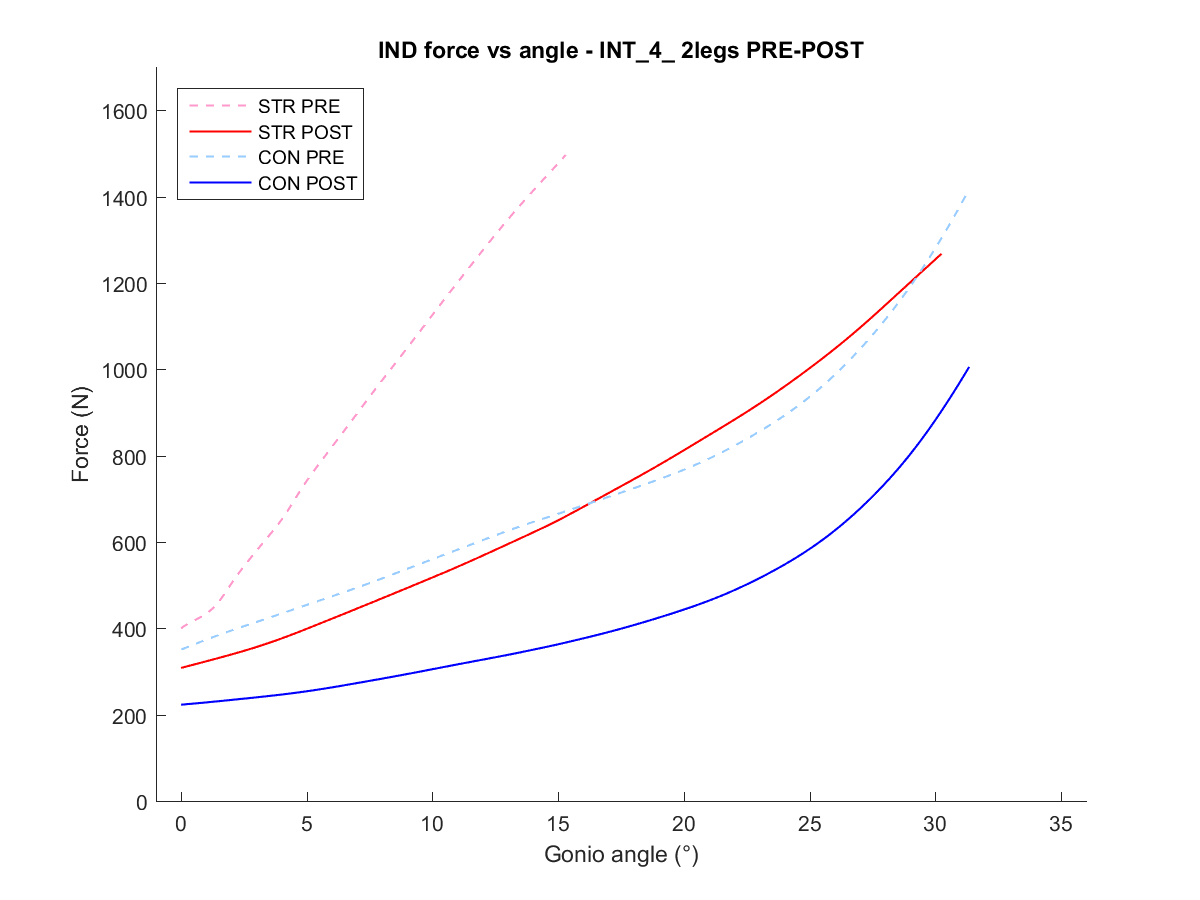 IND force vs angle - INT_4_ 2legs PRE-POST
STR PRE
STR POST
CON PRE
CON POST
1600
1400
1200
1000
800
600
400
200
0
Force (N)
0 5 10 15 20 25 30 35
Gonio angle (°)